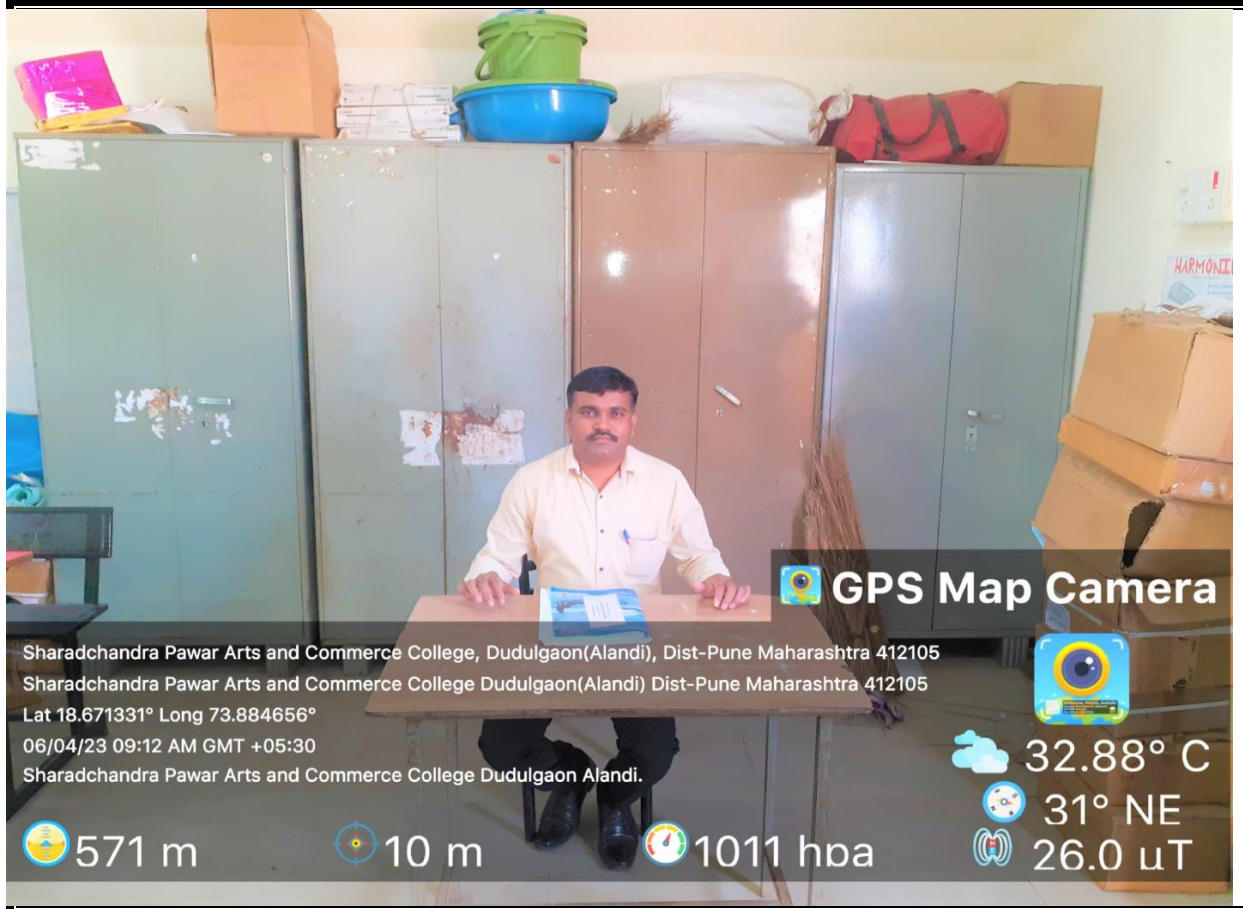 HARMONI
GPS Map Camera
Sharadchandra Pawar Arts and Commerce College, Dudulgaon(Alandi), Dist-Pune Maharashtra 412105
Sharadchandra Pawar Arts and Commerce College Dudulgaon(Alandi) Dist-Pune Maharashtra 412105
Lat 18.671331° Long 73.884656°
06/04/23 09:12 AM GMT +05:30
Sharadchandra Pawar Arts and Commerce College Dudulgaon Alandi.
32.88° C
31° NE
571 m
10 m
1011 hpa
26.0 µT